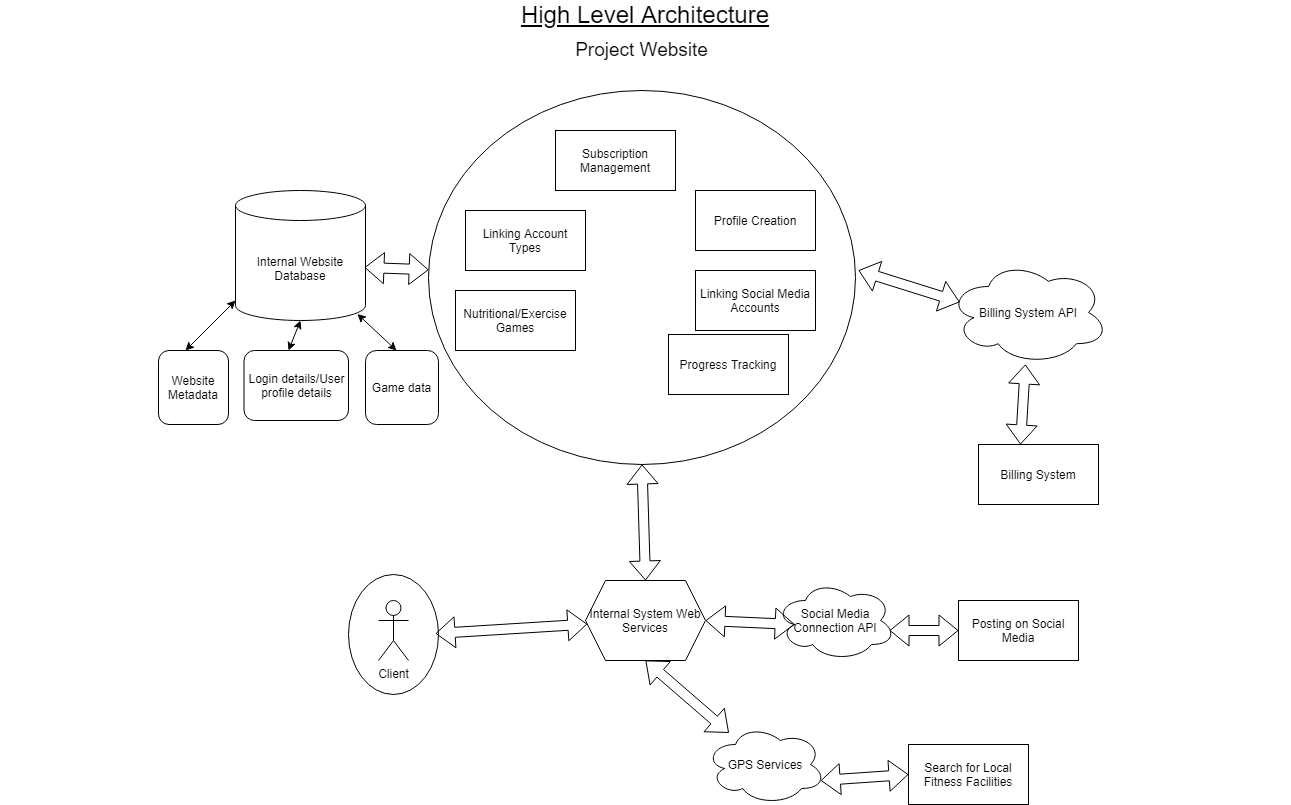 High Level Architecture
Project Website
Subscription
Management
Profile Creation
Linking Account
Types
Internal Website
Database
Linking Social Media
Accounts
Billing System API
Nutritional/Exercise
Games
Progress Tracking
Website
Metadata
Login details/User
profile details
Game data
Billing System
Client
Internal System Web
Services
Social Media
Connection API
Posting on Social
Media
GPS Services
Search for Local
Fitness Facilities